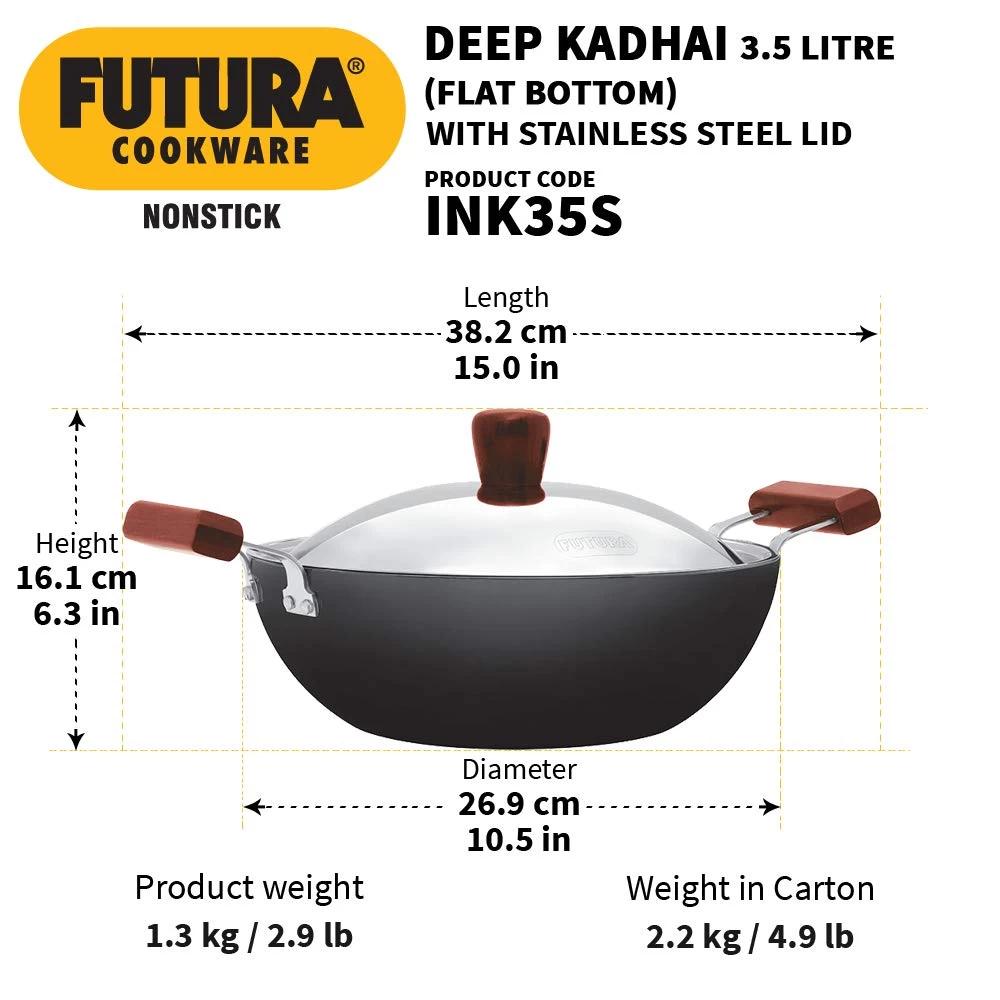 FUTURA®
COOKWARE
NONSTICK
DEEP KADHAI 3.5 LITRE
(FLAT BOTTOM)
WITH STAINLESS STEEL LID
PRODUCT CODE
INK35S
Length
38.2 cm
15.0 in
Height
16.1 cm
6.3 in
FUTURA
Diameter
26.9 cm
10.5 in
Product weight
1.3 kg / 2.9 lb
Weight in Carton
2.2 kg / 4.9 lb